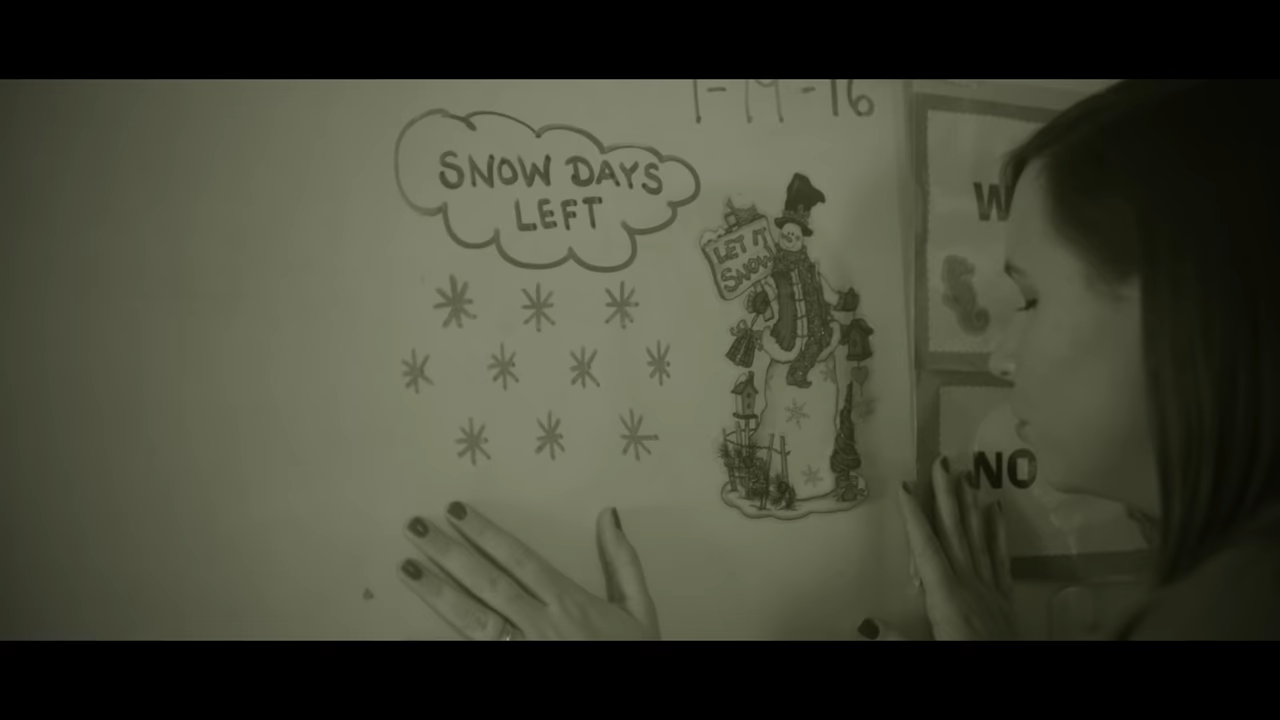 1-19-16
SNOW DAYS
LEFT
LET IT
SNOW
NO